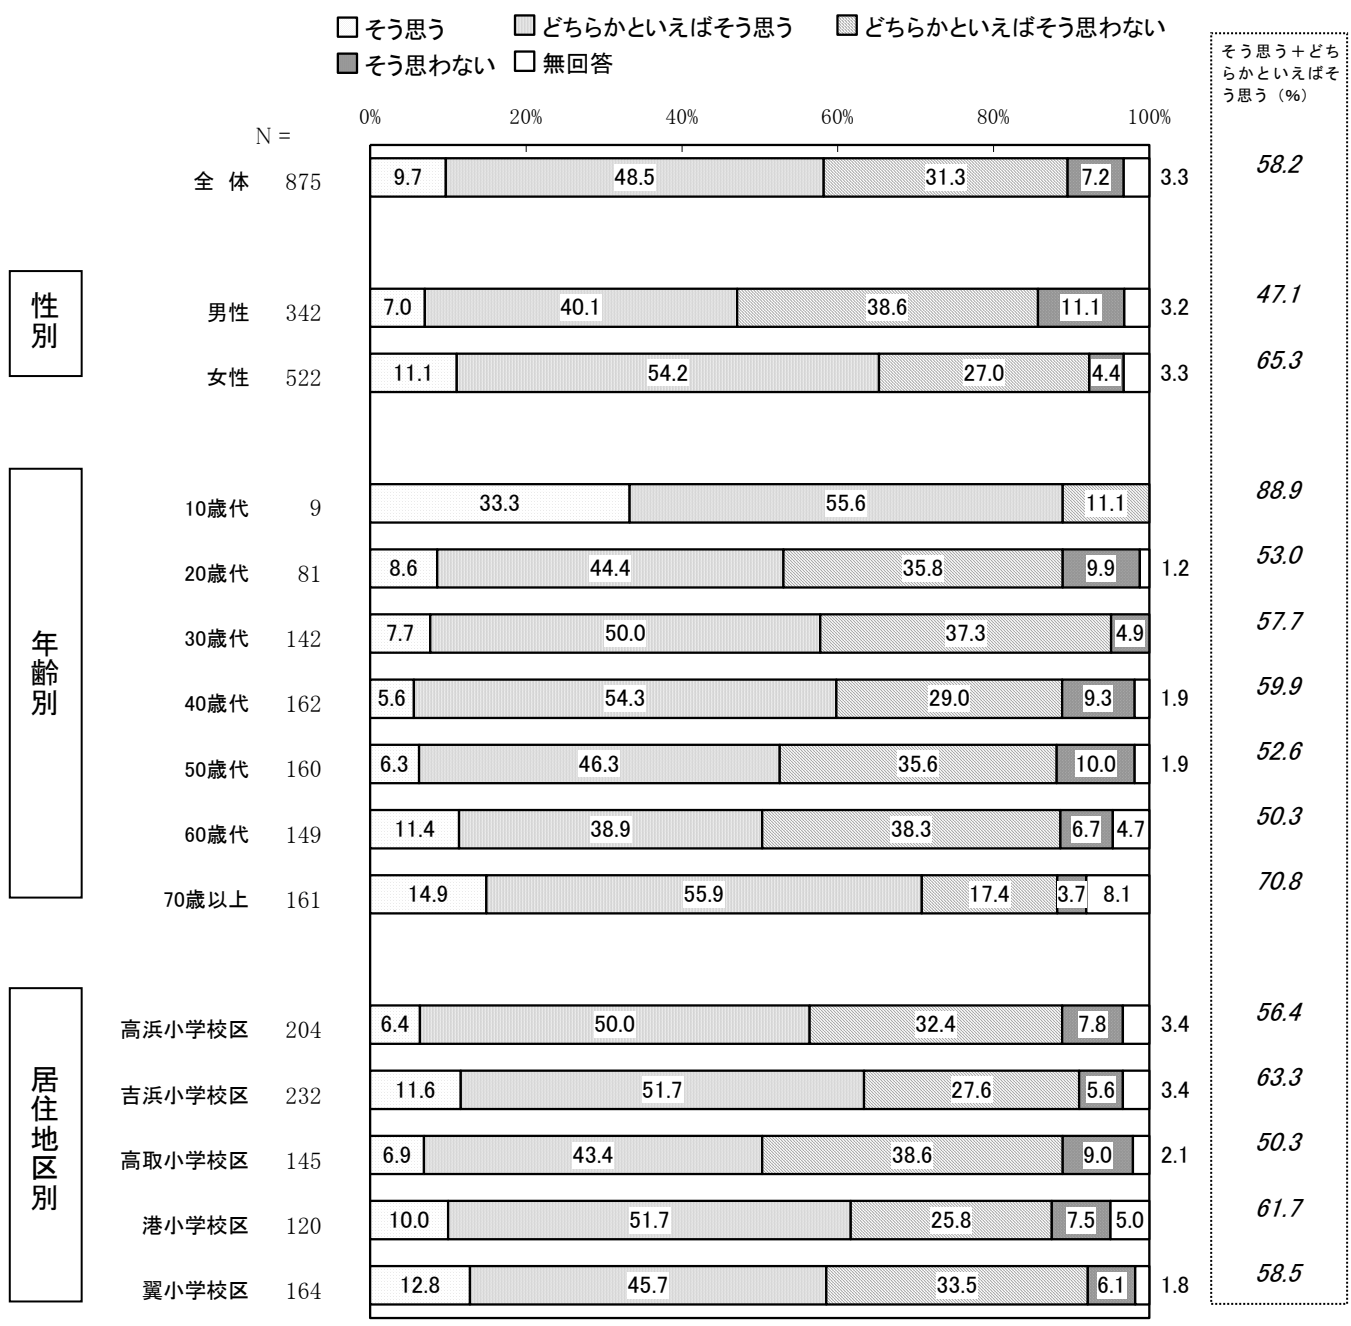 そう思う どちらかといえばそう思う どちらかといえばそう思わない
そう思わない 無回答
そう思う＋どち
らかといえばそ
う思う（%）
0% 20% 40% 60% 80% 100%
N =
全 体 875 9.7 48.5 31.3 7.2 3.3 58.2
性別
男性 342 7.0 40.1 38.6 11.1 3.2 47.1
女性 522 11.1 54.2 27.0 4.4 3.3 65.3
年齢別
10歳代 9 33.3 55.6 11.1 88.9
20歳代 81 8.6 44.4 35.8 9.9 1.2 53.0
30歳代 142 7.7 50.0 37.3 4.9 57.7
40歳代 162 5.6 54.3 29.0 9.3 1.9 59.9
50歳代 160 6.3 46.3 35.6 10.0 1.9 52.6
60歳代 149 11.4 38.9 38.3 6.7 4.7 50.3
70歳以上 161 14.9 55.9 17.4 3.7 8.1 70.8
居住地区別
高浜小学校区 204 6.4 50.0 32.4 7.8 3.4 56.4
吉浜小学校区 232 11.6 51.7 27.6 5.6 3.4 63.3
高取小学校区 145 6.9 43.4 38.6 9.0 2.1 50.3
港小学校区 120 10.0 51.7 25.8 7.5 5.0 61.7
翼小学校区 164 12.8 45.7 33.5 6.1 1.8 58.5